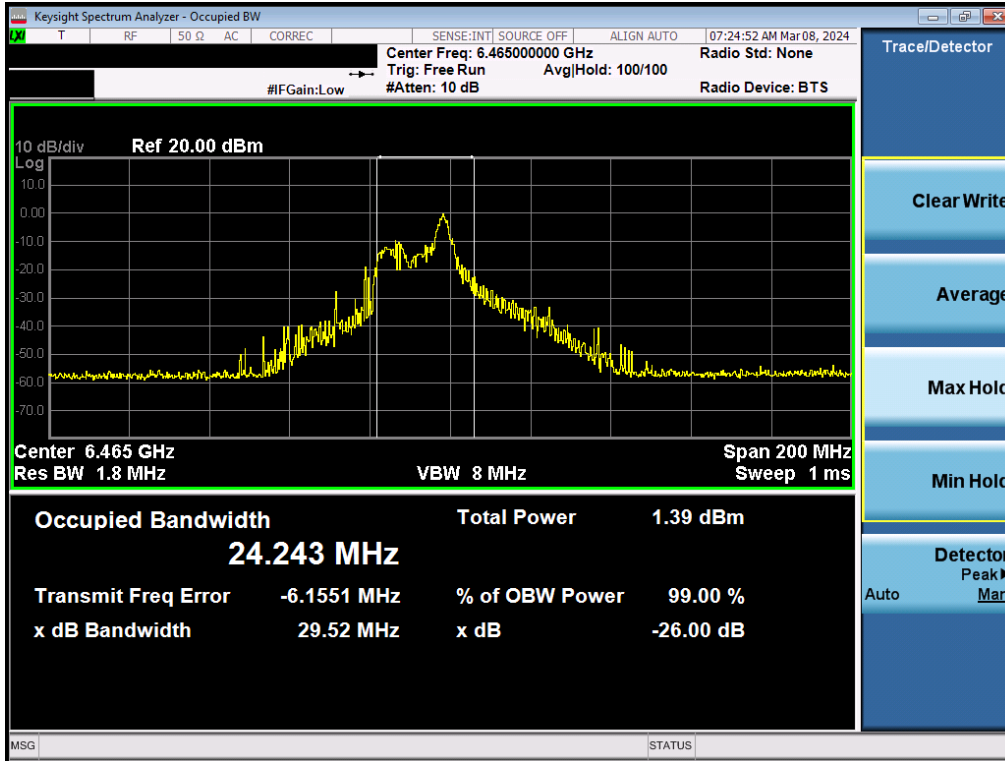 Keysight Spectrum Analyzer - Occupied BW
LXI T RF 50 Ω AC CORREC SENSE:INT SOURCE OFF ALIGN AUTO 07:24:52 AM Mar 08, 2024
Center Freq: 6.465000000 GHz Radio Std: None
Trig: Free Run Avg|Hold: 100/100
#IFGain:Low #Atten: 10 dB Radio Device: BTS
10 dB/div Ref 20.00 dBm
Log
10.0
0.00
-10.0
-20.0
-30.0
-40.0
-50.0
-60.0
-70.0
Center 6.465 GHz Span 200 MHz
Res BW 1.8 MHz VBW 8 MHz Sweep 1 ms
Occupied Bandwidth Total Power 1.39 dBm
24.243 MHz
Transmit Freq Error -6.1551 MHz % of OBW Power 99.00 %
x dB Bandwidth 29.52 MHz x dB -26.00 dB
MSG STATUS
Trace/Detector
Clear Write
Average
Max Hold
Min Hold
Detector
Peak▶
Auto Man